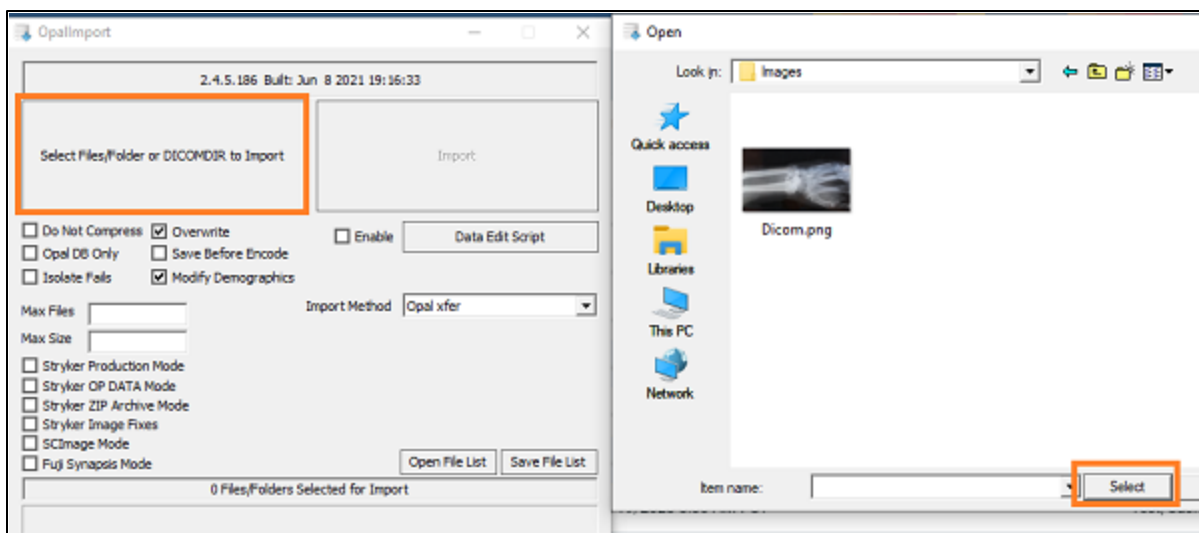 OpalImport
2.4.5.186 Built: Jun 8 2021 19:16:33
Select Files/Folder or DICOMDIR to Import
Import
Do Not Compress
Overwrite
Enable
Data Edit Script
Opal DB Only
Save Before Encode
Isolate Fails
Modify Demographics
Max Files
Import Method
Opal xfer
Max Size
Stryker Production Mode
Stryker OP DATA Mode
Stryker ZIP Archive Mode
Stryker Image Fixes
SCImage Mode
Fuji Synapsis Mode
Open File List
Save File List
0 Files/Folders Selected for Import
Open
Look in:
Images
Quick access
Desktop
Libraries
This PC
Network
Dicom.png
Item name:
Select